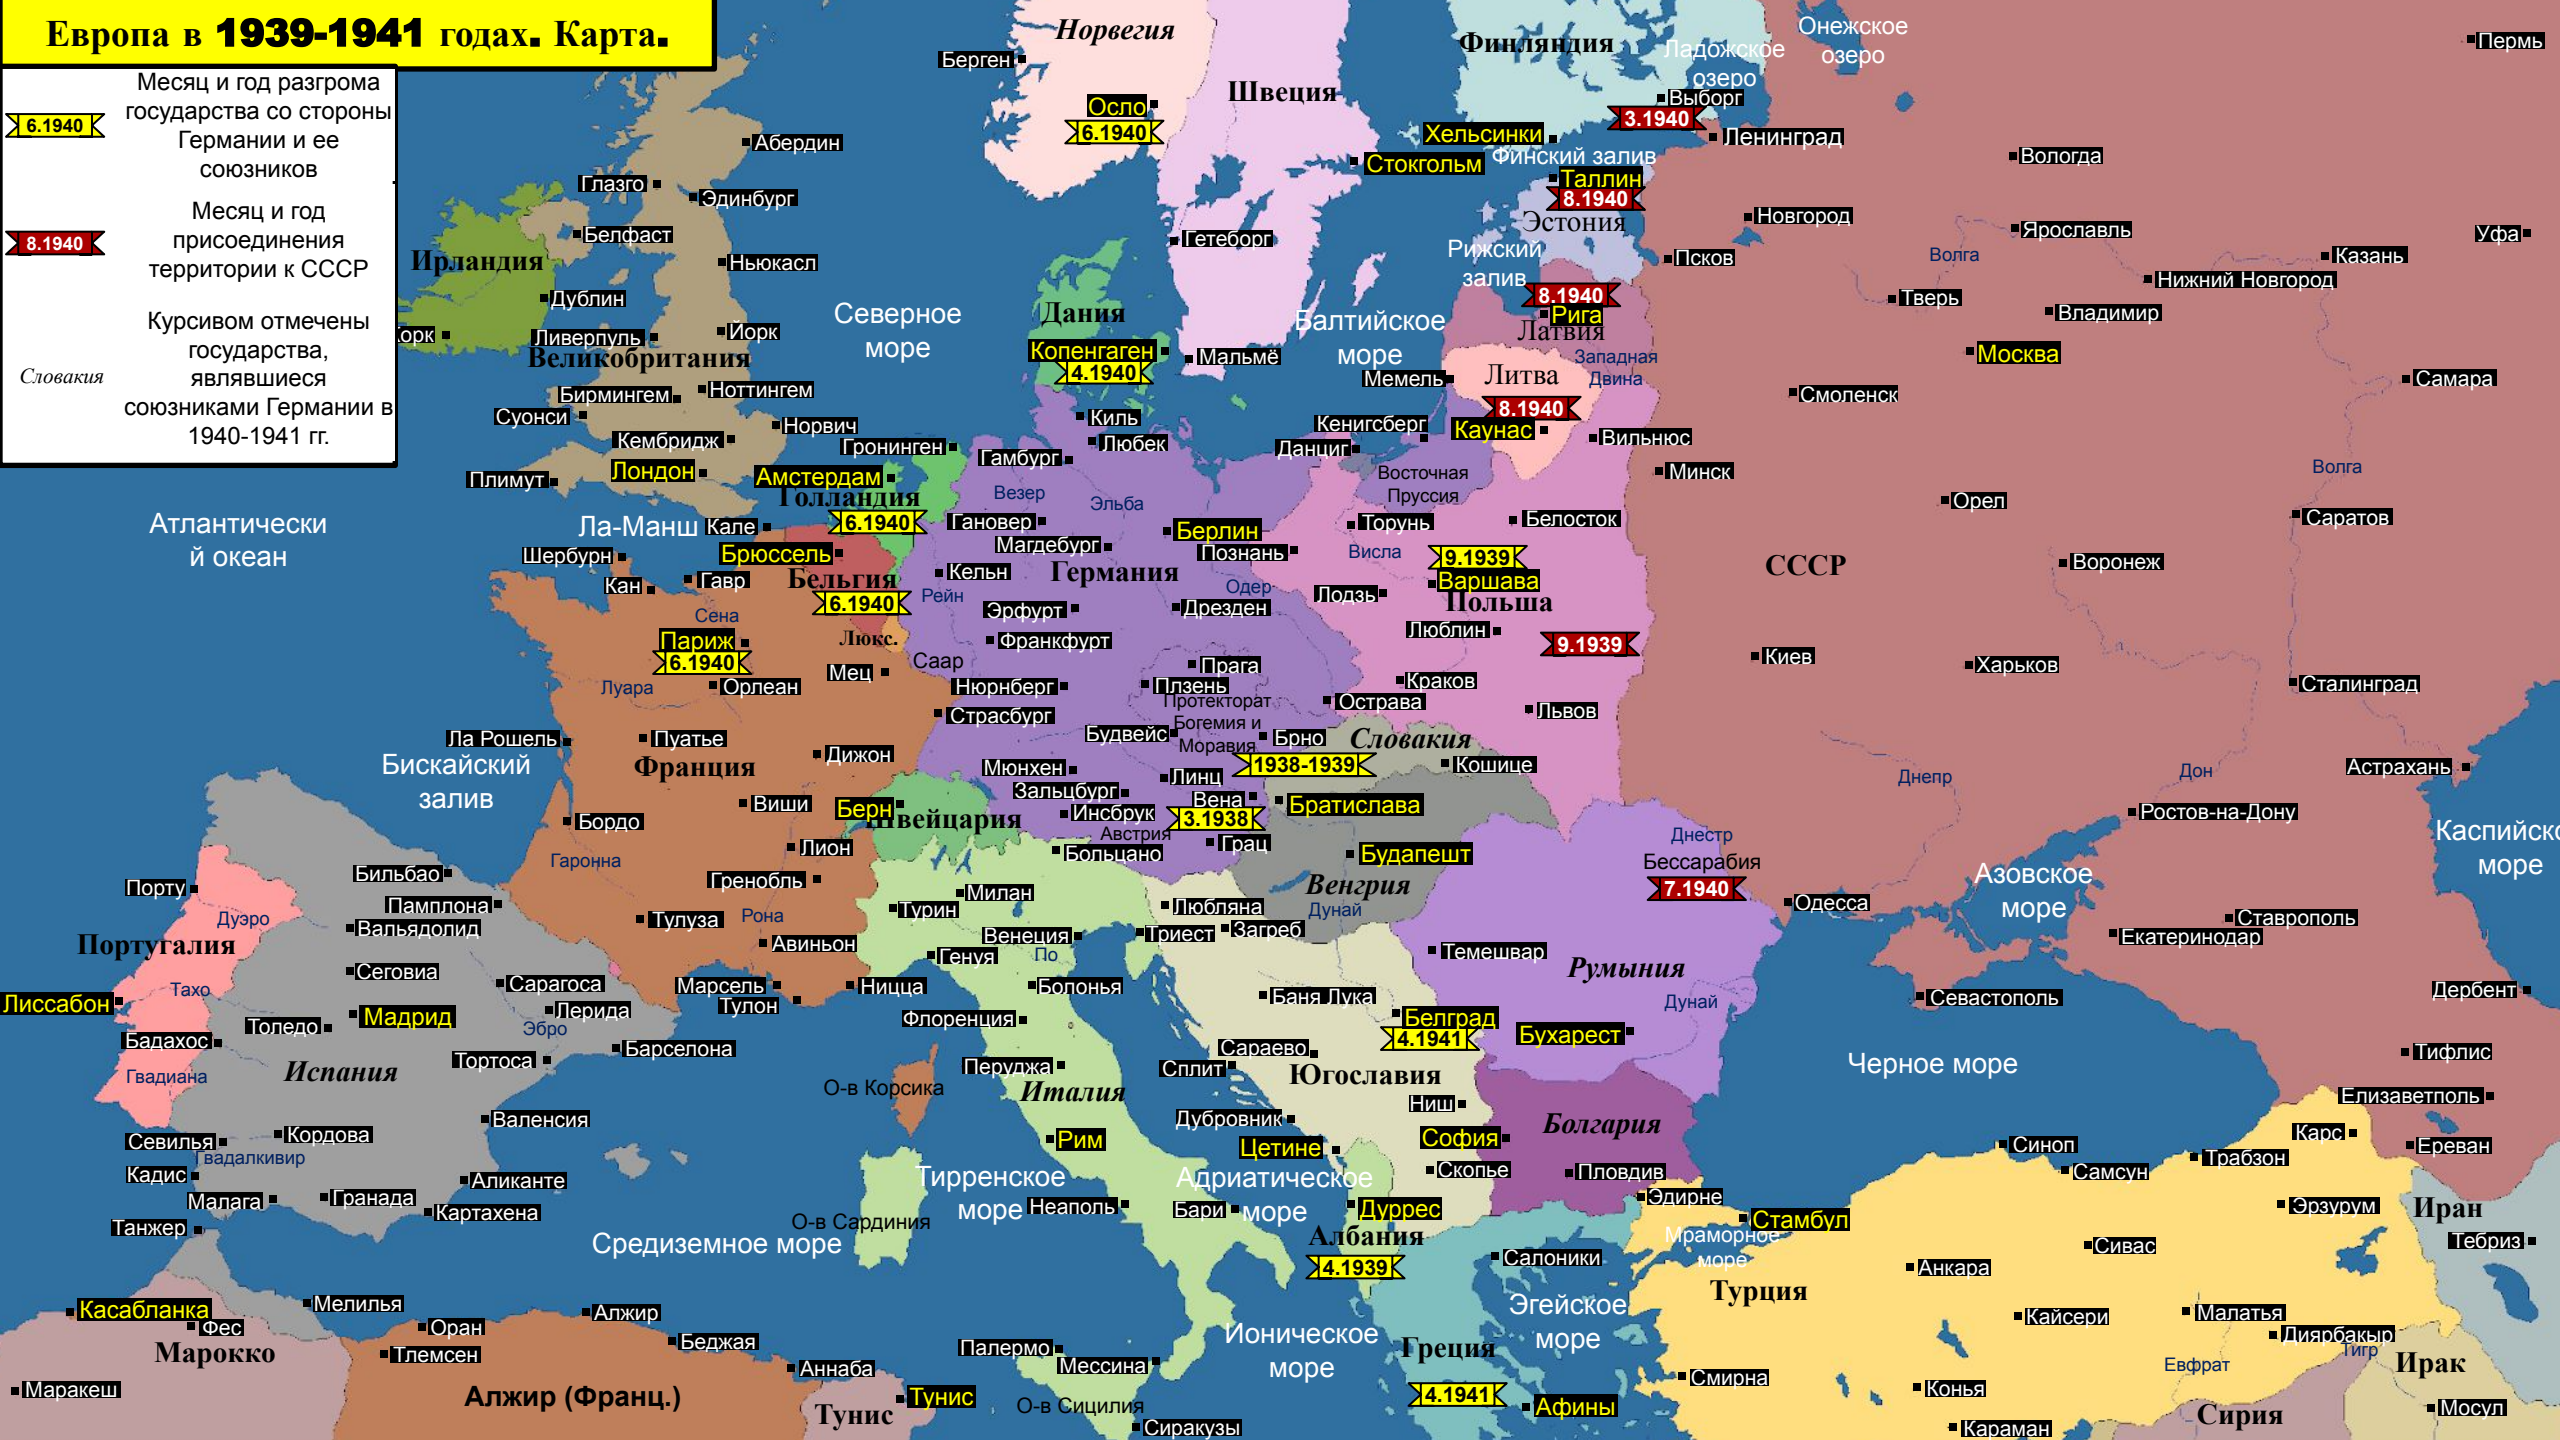 Европа в 1939-1941 годах. Карта.
6.1940
Месяц и год разгрома
государства со стороны
Германии и ее
союзников
8.1940
Месяц и год
присоединения
территории к СССР
Словакия
Курсивом отмечены
государства,
являвшиеся
союзниками Германии в
1940-1941 гг.
Норвегия
Берген
Осло
6.1940
Швеция
Стокгольм
Гетеборг
Мальмё
Финляндия
Ладожское
озеро
Онежское
озеро
Выборг
3.1940
Хельсинки
Финский залив
Ленинград
Таллин
8.1940
Эстония
Рижский
залив
8.1940
Рига
Латвия
Западная
Двина
Литва
8.1940
Каунас
Мемель
Вильнюс
Пермь
Вологда
Новгород
Ярославль
Уфа
Псков
Волга
Казань
Нижний Новгород
Тверь
Владимир
Москва
Самара
Смоленск
Минск
Волга
Орел
Саратов
СССР
Воронеж
Киев
Харьков
Сталинград
Днепр
Дон
Астрахань
Ростов-на-Дону
Каспийско
море
Азовское
море
Одесса
Ставрополь
Екатеринодар
Севастополь
Дербент
Тифлис
Елизаветполь
Ереван
Черное море
Абердин
Глазго
Эдинбург
Белфаст
Ирландия
Ньюкасл
Дублин
Корк
Ливерпуль
Йорк
Великобритания
Бирмингем
Ноттингем
Суонси
Норвич
Кембридж
Лондон
Плимут
Северное
море
Балтийское
море
Дания
Копенгаген
4.1940
Киль
Любек
Гамбург
Гронинген
Амстердам
Голландия
6.1940
Ла-Манш
Кале
Атлантически
й океан
Брюссель
Бельгия
6.1940
Люкс.
Шербурн
Кан
Гавр
Сена
Париж
6.1940
Мец
Луара
Орлеан
Ла Рошель
Пуатье
Дижон
Франция
Бискайский
залив
Виши
Бордо
Лион
Гаронна
Гренобль
Тулуза
Рона
Авиньон
Марсель
Тулон
Ницца
Везер
Эльба
Гановер
Магдебург
Берлин
Познань
Кельн
Германия
Рейн
Одер
Эрфурт
Дрезден
Франкфурт
Саар
Нюрнберг
Страсбург
Прага
Плзень
Протекторат
Богемия и
Моравия
Будвейс
Брно
Острава
1938-1939
Мюнхен
Линц
Зальцбург
Вена
Инсбрук
3.1938
Австрия
Грац
Больцано
Берн
Швейцария
Данциг
Кенигсберг
Восточная
Пруссия
Торунь
Белосток
Висла
9.1939
Варшава
Польша
Лодзь
Люблин
9.1939
Краков
Львов
Словакия
Кошице
Братислава
Будапешт
Венгрия
Дунай
Днестр
Бессарабия
7.1940
Темешвар
Румыния
Дунай
Бухарест
Любляна
Триест
Загреб
Баня Лука
Белград
4.1941
Сараево
Сплит
Югославия
Дубровник
Ниш
Цетине
София
Скопье
Болгария
Пловдив
Милан
Турин
Венеция
Генуя
По
Болонья
Флоренция
Перуджа
Италия
Рим
О-в Корсика
О-в Сардиния
Тирренское
море
Адриатическое
море
Неаполь
Бари
Дуррес
Албания
4.1939
Средиземное море
Ионическое
море
Палермо
Мессина
О-в Сицилия
Сиракузы
Салоники
Эгейское
море
Греция
4.1941
Афины
Эдирне
Стамбул
Мраморное
море
Турция
Синоп
Самсун
Трабзон
Карс
Эрзурум
Сивас
Анкара
Кайсери
Малатья
Диярбакыр
Тигр
Евфрат
Смирна
Конья
Караман
Иран
Тебриз
Ирак
Мосул
Сирия
Бильбао
Памплона
Порту
Дуэро
Вальядолид
Португалия
Сеговиа
Сарагоса
Тахо
Лерида
Лиссабон
Мадрид
Толедо
Эбро
Бадахос
Барселона
Тортоса
Испания
Гвадиана
Валенсия
Кордова
Севилья
Гвадалкивир
Кадис
Аликанте
Малага
Гранада
Картахена
Танжер
Касабланка
Фес
Мелилья
Марокко
Оран
Алжир
Тлемсен
Беджая
Маракеш
Алжир (Франц.)
Аннаба
Тунис
Тунис